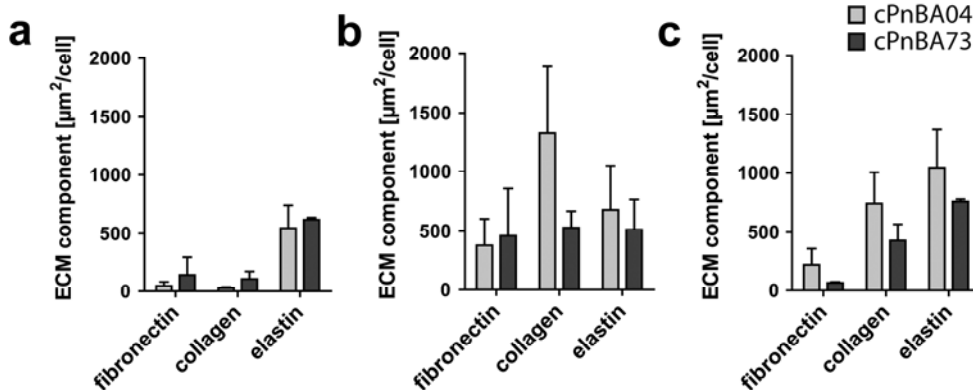 a
ECM component [µm²/cell]
2000
1500
1000
500
0
fibronectin
collagen
elastin
b
ECM component [µm²/cell]
2000
1500
1000
500
0
fibronectin
collagen
elastin
c
cPnBA04
cPnBA73
ECM component [µm²/cell]
2000
1500
1000
500
0
fibronectin
collagen
elastin